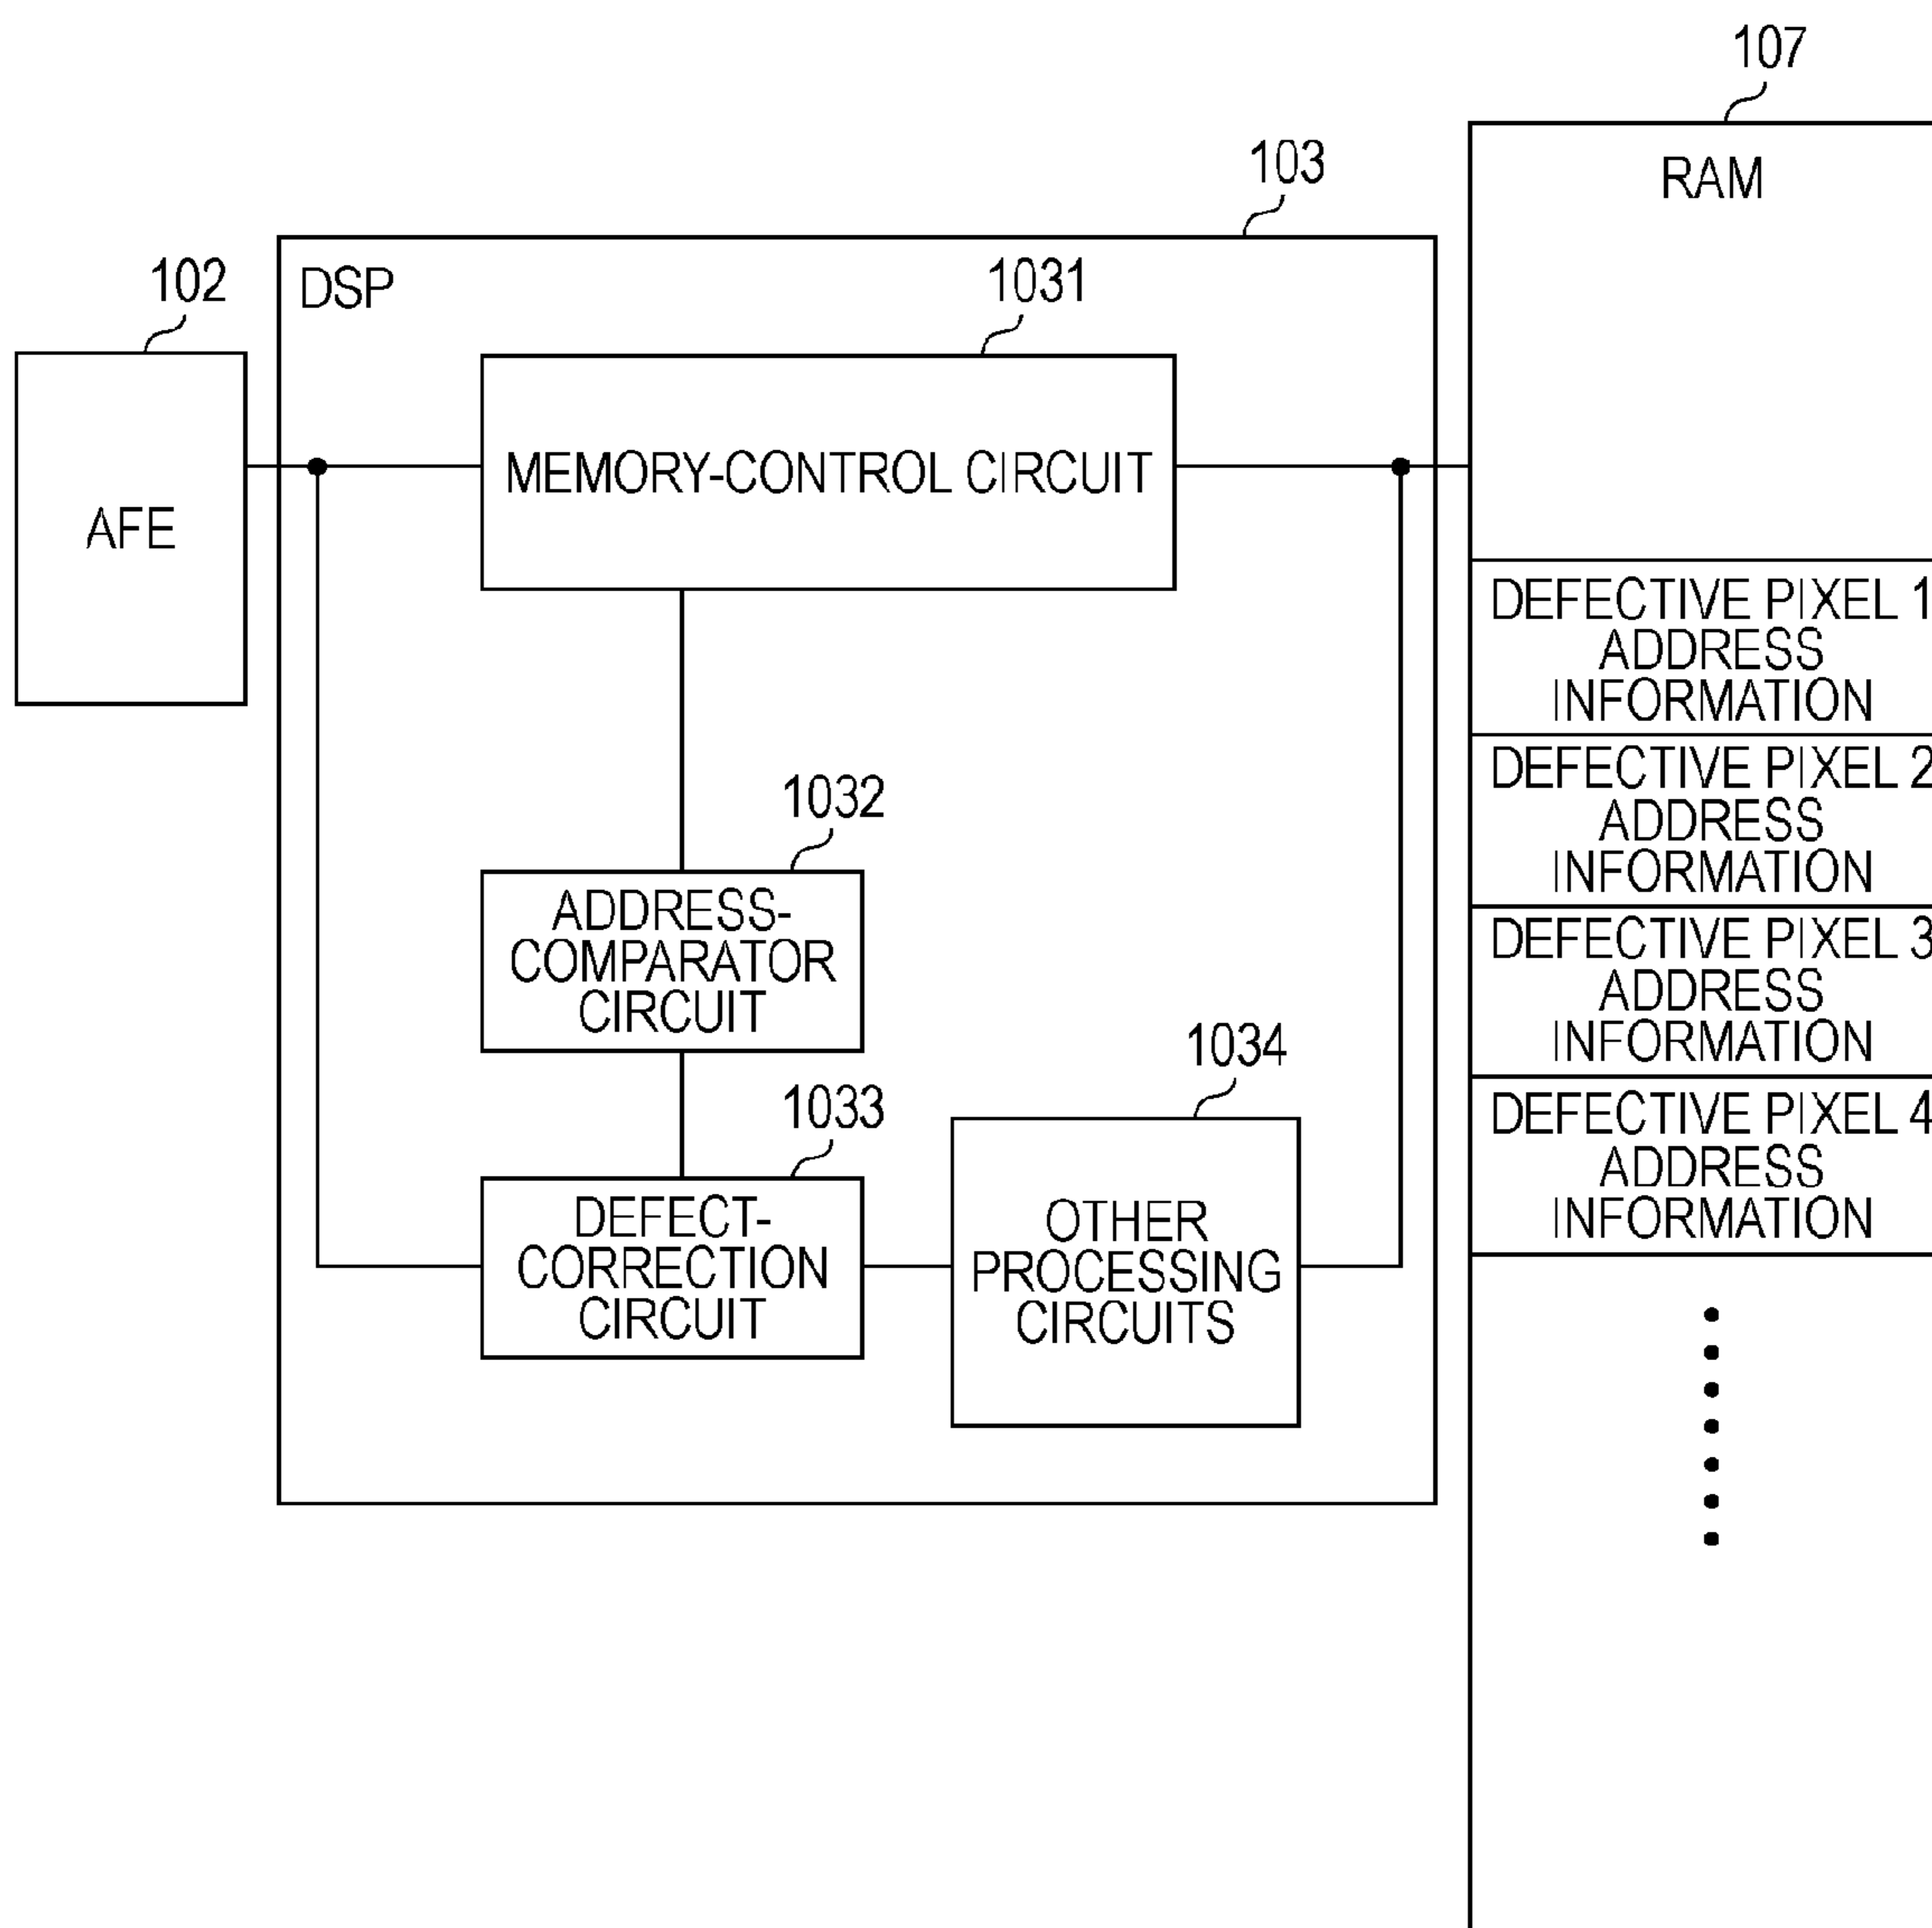 107
RAM
103
DSP
102
1031
AFE
MEMORY-CONTROL CIRCUIT
DEFECTIVE PIXEL 1
ADDRESS
INFORMATION
DEFECTIVE PIXEL 2
ADDRESS
INFORMATION
1032
ADDRESS-
COMPARATOR
CIRCUIT
DEFECTIVE PIXEL 3
ADDRESS
INFORMATION
1033
1034
DEFECT-
CORRECTION
CIRCUIT
OTHER
PROCESSING
CIRCUITS
DEFECTIVE PIXEL 4
ADDRESS
INFORMATION